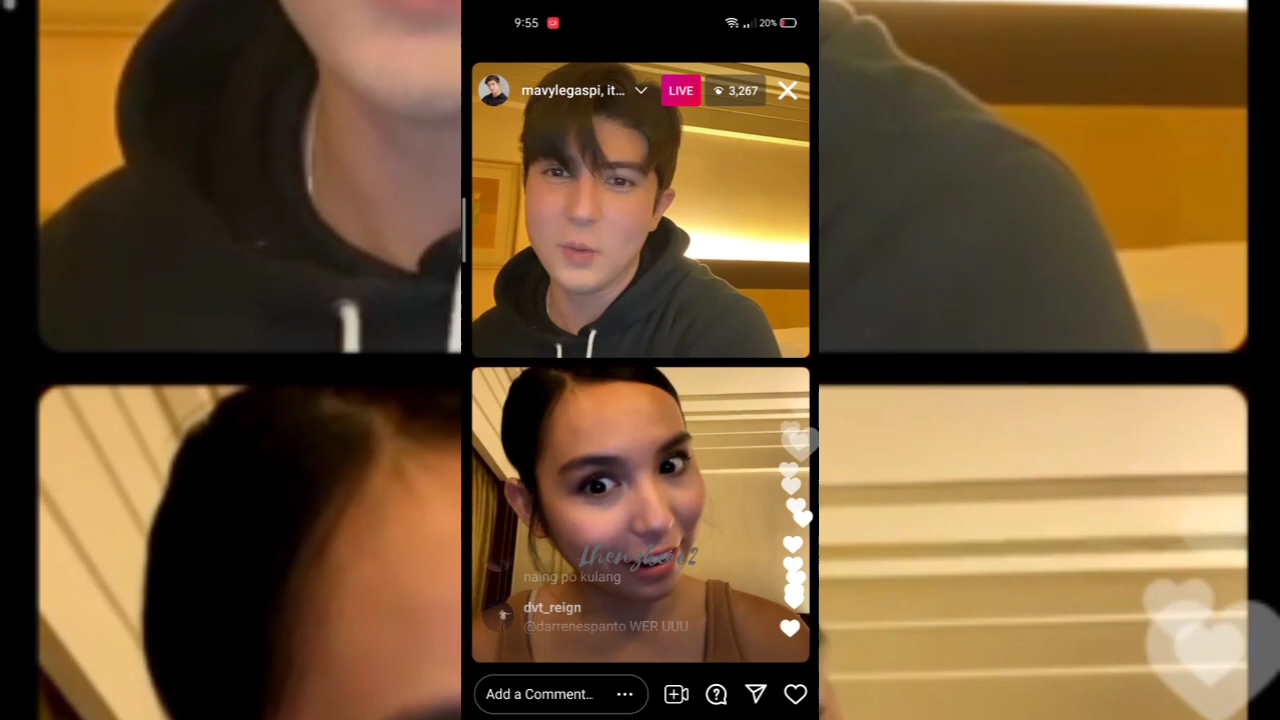 9:55
20%
mavylegaspi, it...
LIVE
3,267
naing po kulang
dvt_reign
@darrenespanto WER UUU
Add a Comment...